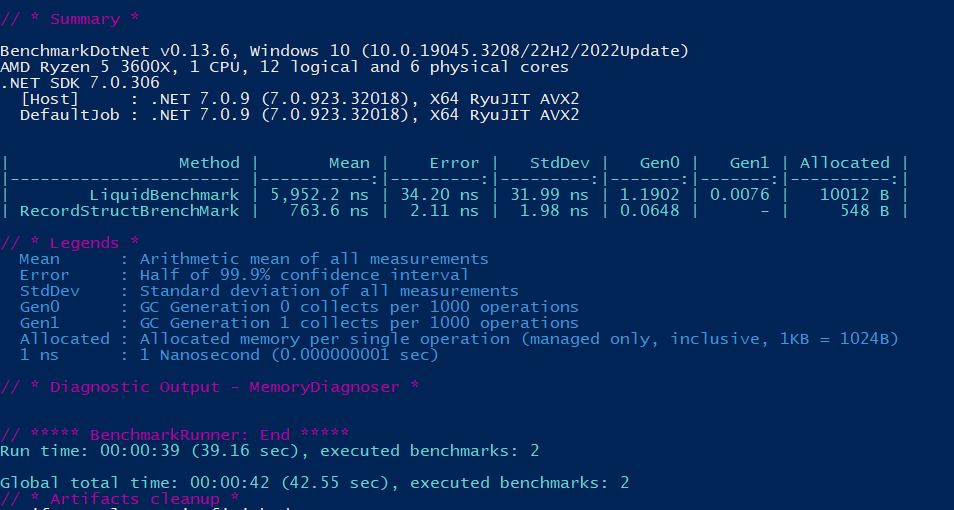 // * Summary *
BenchmarkDotNet v0.13.6, Windows 10 (10.0.19045.3208/22H2/2022Update)
AMD Ryzen 5 3600X, 1 CPU, 12 logical and 6 physical cores
.NET SDK 7.0.306
  [Host]     : .NET 7.0.9 (7.0.923.32018), X64 RyuJIT AVX2
  DefaultJob : .NET 7.0.9 (7.0.923.32018), X64 RyuJIT AVX2
|                 Method |       Mean |    Error |   StdDev |   Gen0 |   Gen1 | Allocated |
|----------------------- |-----------:|---------:|---------:|-------:|-------:|----------:|
|        LiquidBenchmark | 5,952.2 ns | 34.20 ns | 31.99 ns | 1.1902 | 0.0076 |   10012 B |
| RecordStructBrenchMark |   763.6 ns |  2.11 ns |  1.98 ns | 0.0648 |      - |     548 B |
// * Legends *
  Mean      : Arithmetic mean of all measurements
  Error     : Half of 99.9% confidence interval
  StdDev    : Standard deviation of all measurements
  Gen0      : GC Generation 0 collects per 1000 operations
  Gen1      : GC Generation 1 collects per 1000 operations
  Allocated : Allocated memory per single operation (managed only, inclusive, 1KB = 1024B)
  1 ns      : 1 Nanosecond (0.000000001 sec)
// * Diagnostic Output - MemoryDiagnoser *
// ***** BenchmarkRunner: End *****
Run time: 00:00:39 (39.16 sec), executed benchmarks: 2
Global total time: 00:00:42 (42.55 sec), executed benchmarks: 2
// * Artifacts cleanup *